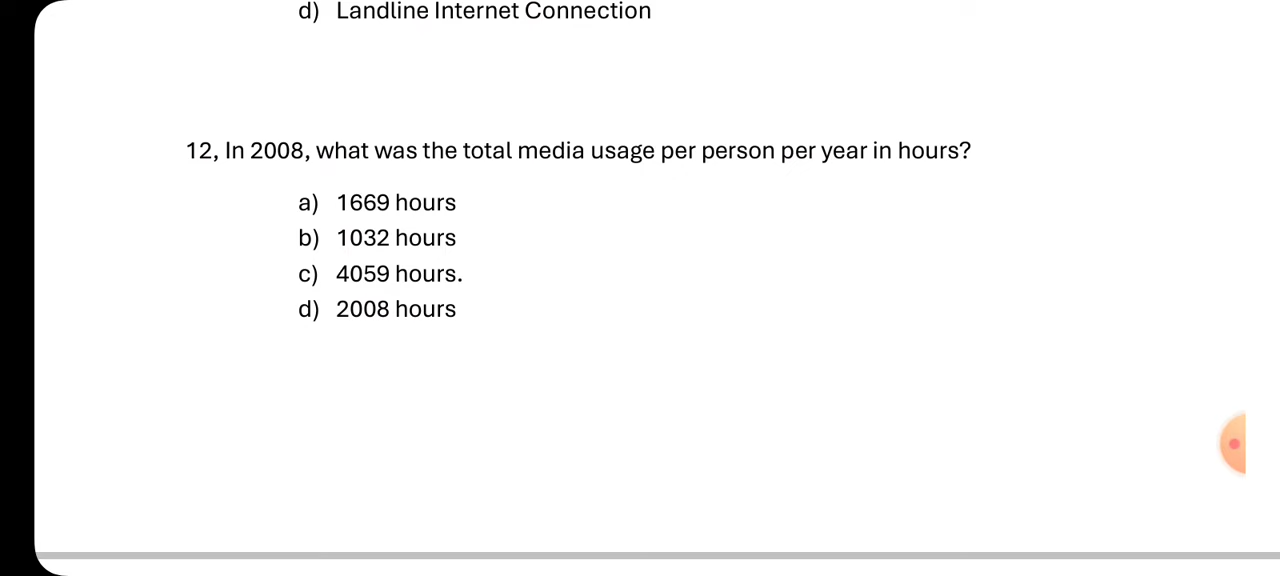 d) Landline Internet Connection
12, In 2008, what was the total media usage per person per year in hours?
a) 1669 hours
b) 1032 hours
c) 4059 hours.
d) 2008 hours